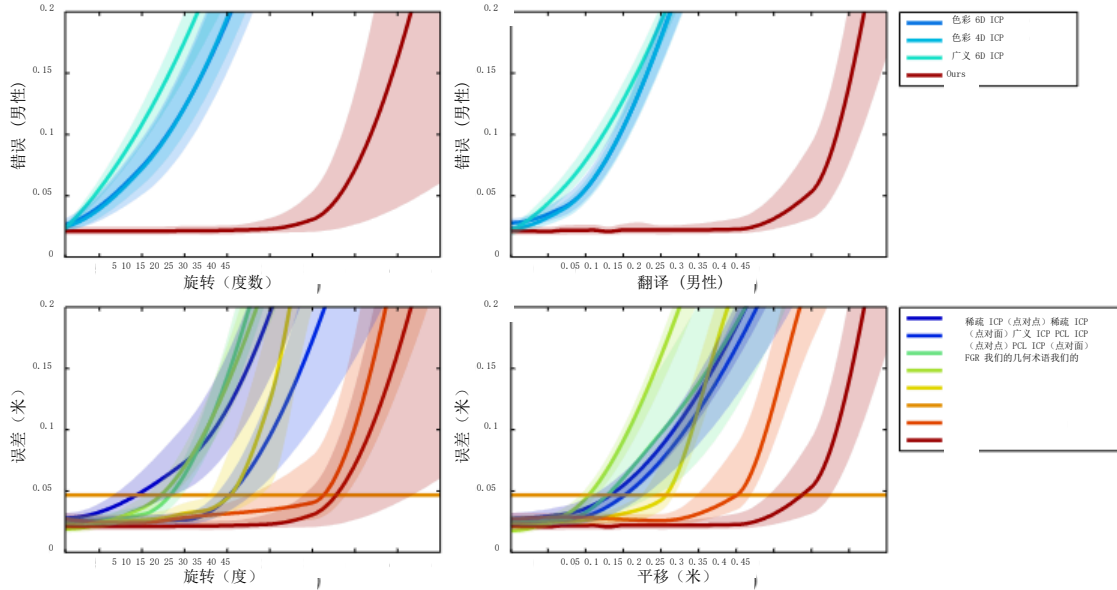 0.2
0.15
0.1
0.05
0
错误 (男性)
5 10 15 20 25 30 35 40 45
旋转（度数）
0.2
0.15
0.1
0.05
0
错误 (男性)
0.05 0.1 0.15 0.2 0.25 0.3 0.35 0.4 0.45
翻译 (男性)
色彩 6D ICP
色彩 4D ICP
广义 6D ICP
Ours
0.2
0.15
0.1
0.05
0
误差（米）
5 10 15 20 25 30 35 40 45
旋转（度）
0.2
0.15
0.1
0.05
0
误差（米）
0.05 0.1 0.15 0.2 0.25 0.3 0.35 0.4 0.45
平移（米）
稀疏 ICP（点对点）稀疏 ICP
（点对面）广义 ICP PCL ICP
（点对点）PCL ICP（点对面）
FGR 我们的几何术语我们的